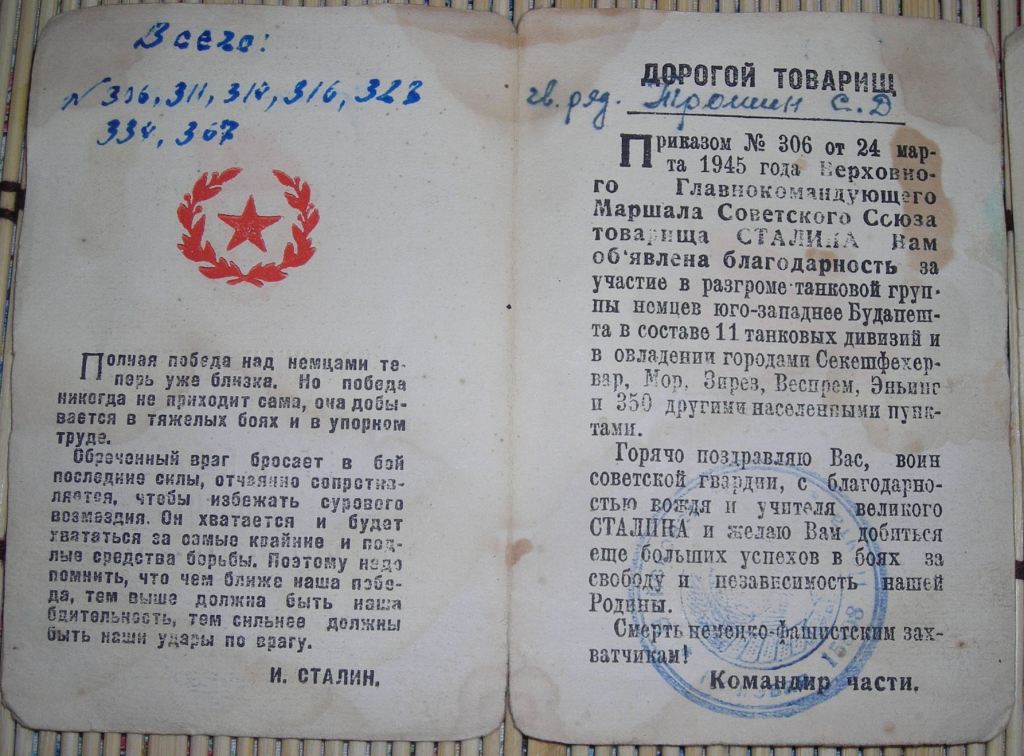 Всего:
№ 306, 311, 314, 316, 323
334, 367
Полная победа над немцами те-
перь уже близка. Но победа
никогда не приходит сама, она добы-
вается в тяжелых боях и в упорном
труде.
Обреченный враг бросает в бой
последние силы, отчаянно сопротив-
ляется, чтобы избежать сурового
возмездия. Он хватается и будет
хвататься за самые крайние и под-
лые средства борьбы. Поэтому надо
помнить, что чем ближе наша побе-
да, тем выше должна быть наша
бдительность, тем сильнее должны
быть наши удары по врагу.
И. СТАЛИН.
ДОРОГОЙ ТОВАРИЩ
гв. ряд. Трошин С.Д
Приказом № 306 от 24 мар-
та 1945 года Верховно-
го Главнокомандующего
Маршала Советского Союза
товарища СТАЛИНА Вам
об'явлена благодарность за
участие в разгроме танковой груп-
пы немцев юго-западнее Будапеш-
та в составе 11 танковых дивизий и
в овладении городами Секешфехер-
вар, Мор, Зирез, Веспрем, Эньинг
и 350 другими населенными пунк-
тами.
Горячо поздравляю Вас, воин
советской гвардии, с благодарно-
стью вождя и учителя великого
СТАЛИНА и желаю Вам добиться
еще больших успехов в боях за
свободу и независимость нашей
Родины.
Смерть немецко-фашистским зах-
ватчикам!
Командир части.